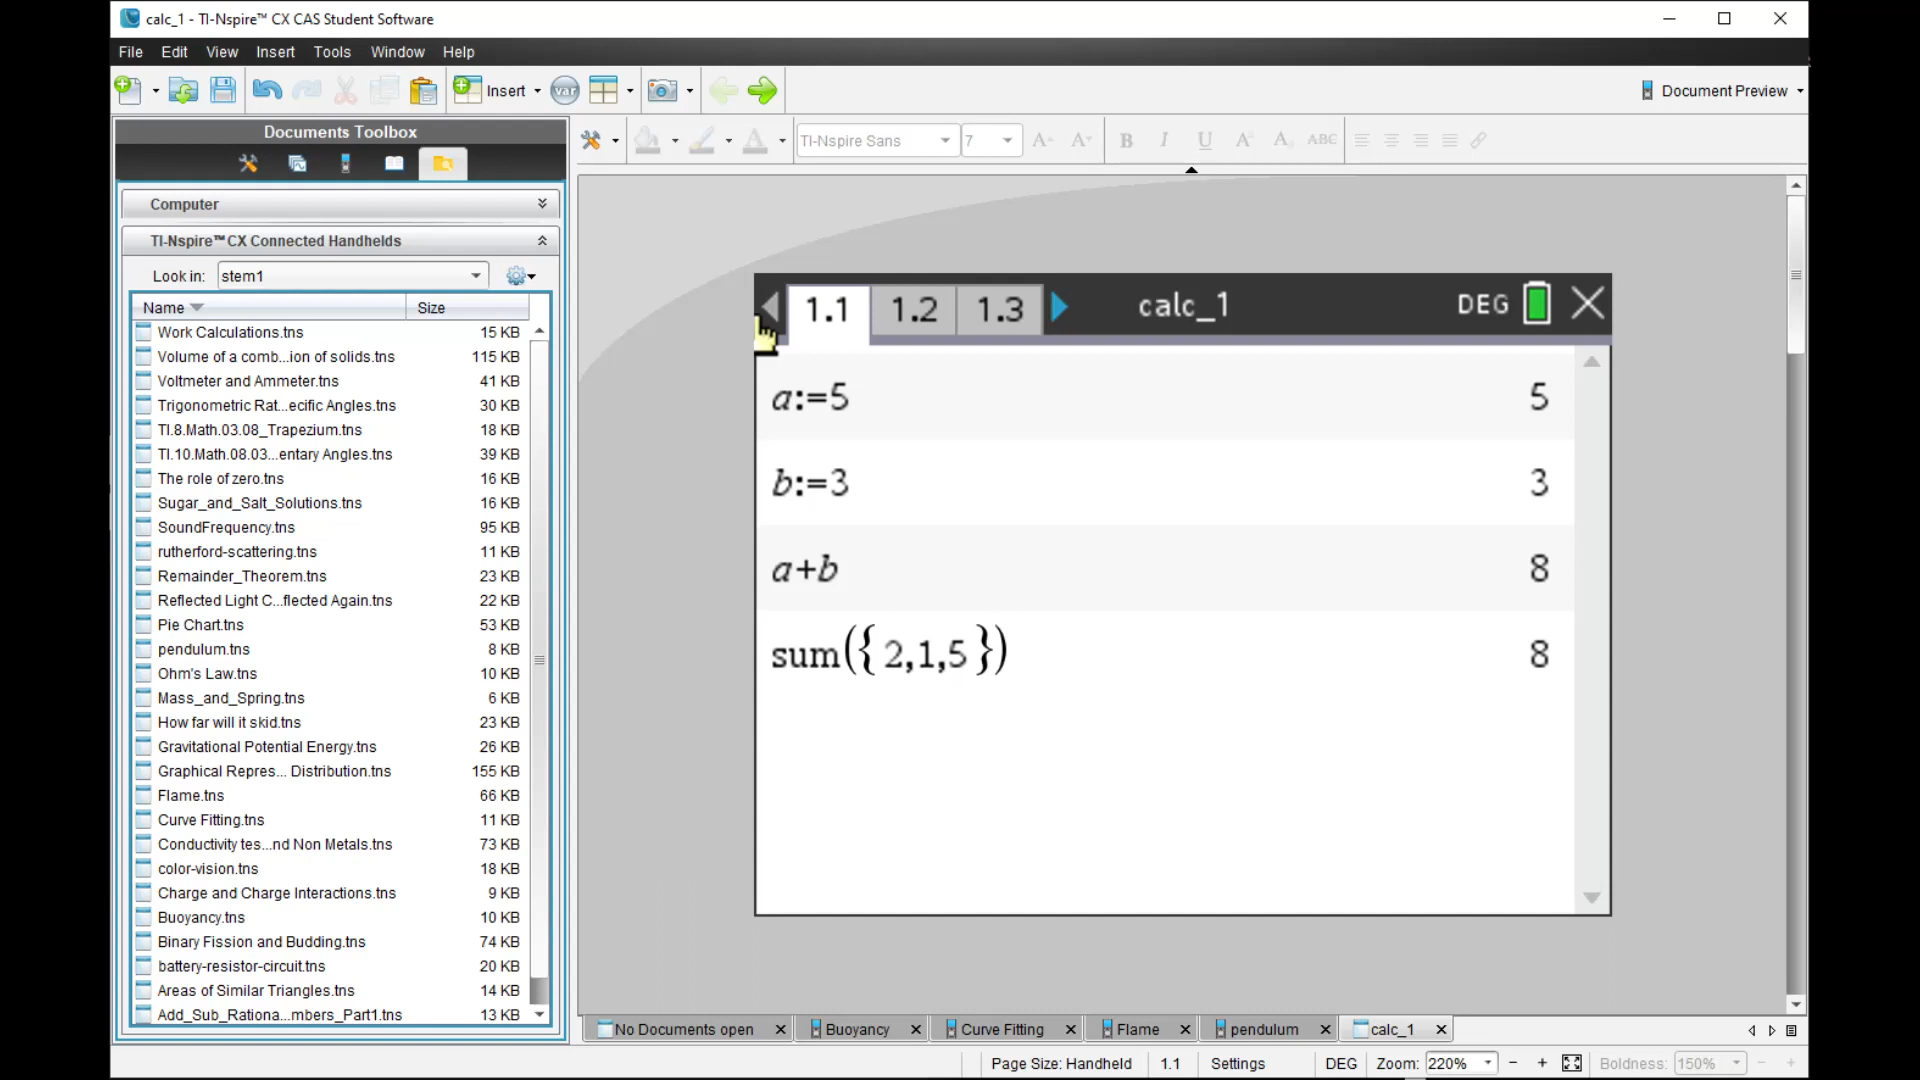 calc_1 - TI-Nspire™ CX CAS Student Software
File Edit View Insert Tools Window Help
Insert var Document Preview
Documents Toolbox
TI-Nspire Sans 7 A A B I U A A ABC
Computer
TI-Nspire™CX Connected Handhelds
Look in: stem1
Name Size
Work Calculations.tns 15 KB
Volume of a comb...ion of solids.tns 115 KB
Voltmeter and Ammeter.tns 41 KB
Trigonometric Rat...ecific Angles.tns 30 KB
TI.8.Math.03.08_Trapezium.tns 18 KB
TI.10.Math.08.03...entary Angles.tns 39 KB
The role of zero.tns 16 KB
Sugar_and_Salt_Solutions.tns 16 KB
SoundFrequency.tns 95 KB
rutherford-scattering.tns 11 KB
Remainder_Theorem.tns 23 KB
Reflected Light C...flected Again.tns 22 KB
Pie Chart.tns 53 KB
pendulum.tns 8 KB
Ohm's Law.tns 10 KB
Mass_and_Spring.tns 6 KB
How far will it skid.tns 23 KB
Gravitational Potential Energy.tns 26 KB
Graphical Repres... Distribution.tns 155 KB
Flame.tns 66 KB
Curve Fitting.tns 11 KB
Conductivity tes...nd Non Metals.tns 73 KB
color-vision.tns 18 KB
Charge and Charge Interactions.tns 9 KB
Buoyancy.tns 10 KB
Binary Fission and Budding.tns 74 KB
battery-resistor-circuit.tns 20 KB
Areas of Similar Triangles.tns 14 KB
Add_Sub_Rationa...mbers_Part1.tns 13 KB
1.1 1.2 1.3 calc_1 DEG
a:=5 5
b:=3 3
a+b 8
sum({2,1,5}) 8
No Documents open Buoyancy Curve Fitting Flame pendulum calc_1
Page Size: Handheld 1.1 Settings DEG Zoom: 220% - + Boldness: 150% - +